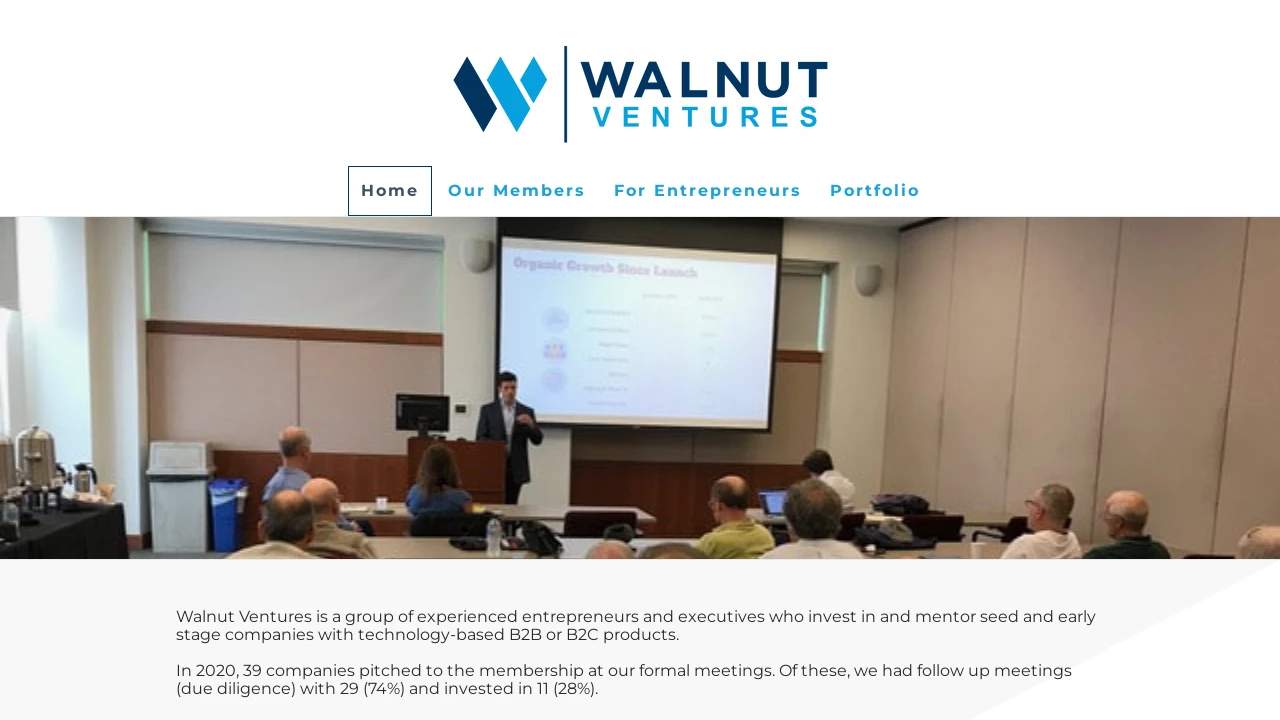 WALNUT
VENTURES
Home
Our Members
For Entrepreneurs
Portfolio
Organic Growth Since Launch
Walnut Ventures is a group of experienced entrepreneurs and executives who invest in and mentor seed and early
stage companies with technology-based B2B or B2C products.
In 2020, 39 companies pitched to the membership at our formal meetings. Of these, we had follow up meetings
(due diligence) with 29 (74%) and invested in 11 (28%).